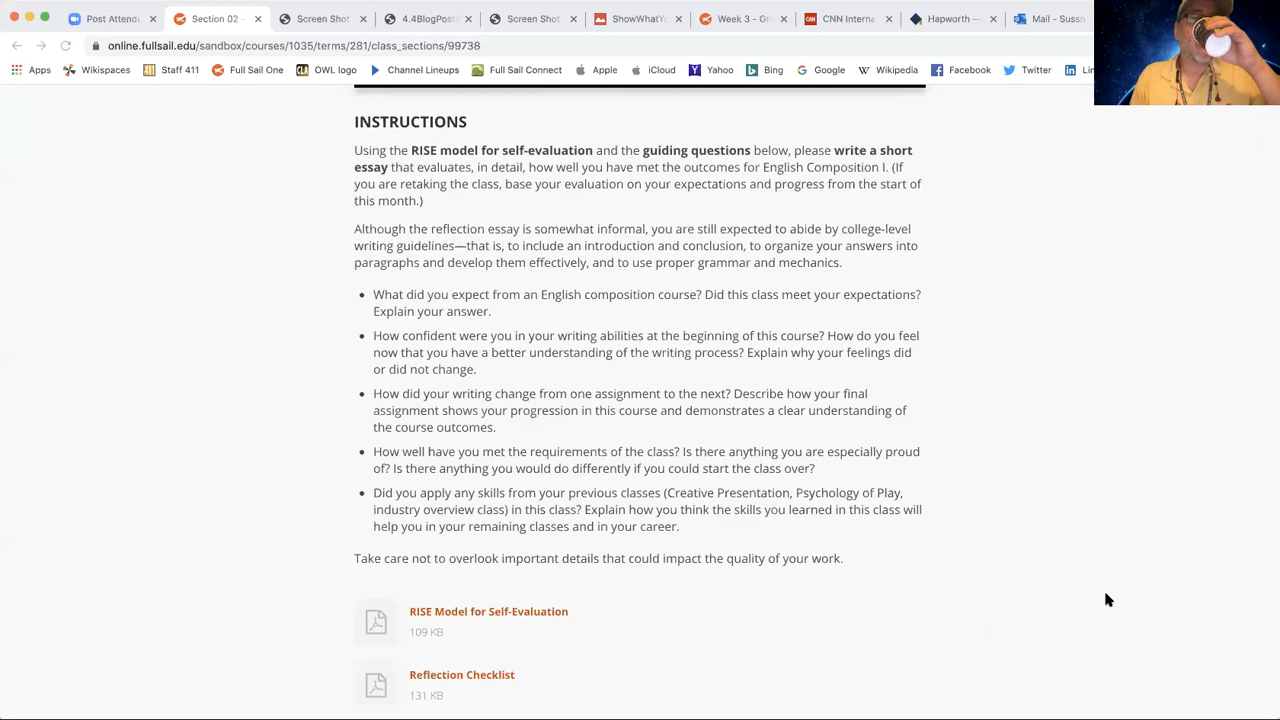 Post Attend
Section 02 -
Screen Shot
4.4BlogPost
Screen Shot
ShowWhatY
Week 3 - Gr
CNN Interna
Hapworth —
Mail - Sussn
online.fullsail.edu/sandbox/courses/1035/terms/281/class_sections/99738
Apps Wikispaces Staff 411 Full Sail One OWL logo Channel Lineups Full Sail Connect Apple iCloud Yahoo Bing Google Wikipedia Facebook Twitter Lin
INSTRUCTIONS
Using the RISE model for self-evaluation and the guiding questions below, please write a short
essay that evaluates, in detail, how well you have met the outcomes for English Composition I. (If
you are retaking the class, base your evaluation on your expectations and progress from the start of
this month.)
Although the reflection essay is somewhat informal, you are still expected to abide by college-level
writing guidelines—that is, to include an introduction and conclusion, to organize your answers into
paragraphs and develop them effectively, and to use proper grammar and mechanics.
• What did you expect from an English composition course? Did this class meet your expectations?
Explain your answer.
• How confident were you in your writing abilities at the beginning of this course? How do you feel
now that you have a better understanding of the writing process? Explain why your feelings did
or did not change.
• How did your writing change from one assignment to the next? Describe how your final
assignment shows your progression in this course and demonstrates a clear understanding of
the course outcomes.
• How well have you met the requirements of the class? Is there anything you are especially proud
of? Is there anything you would do differently if you could start the class over?
• Did you apply any skills from your previous classes (Creative Presentation, Psychology of Play,
industry overview class) in this class? Explain how you think the skills you learned in this class will
help you in your remaining classes and in your career.
Take care not to overlook important details that could impact the quality of your work.
RISE Model for Self-Evaluation
109 KB
Reflection Checklist
131 KB